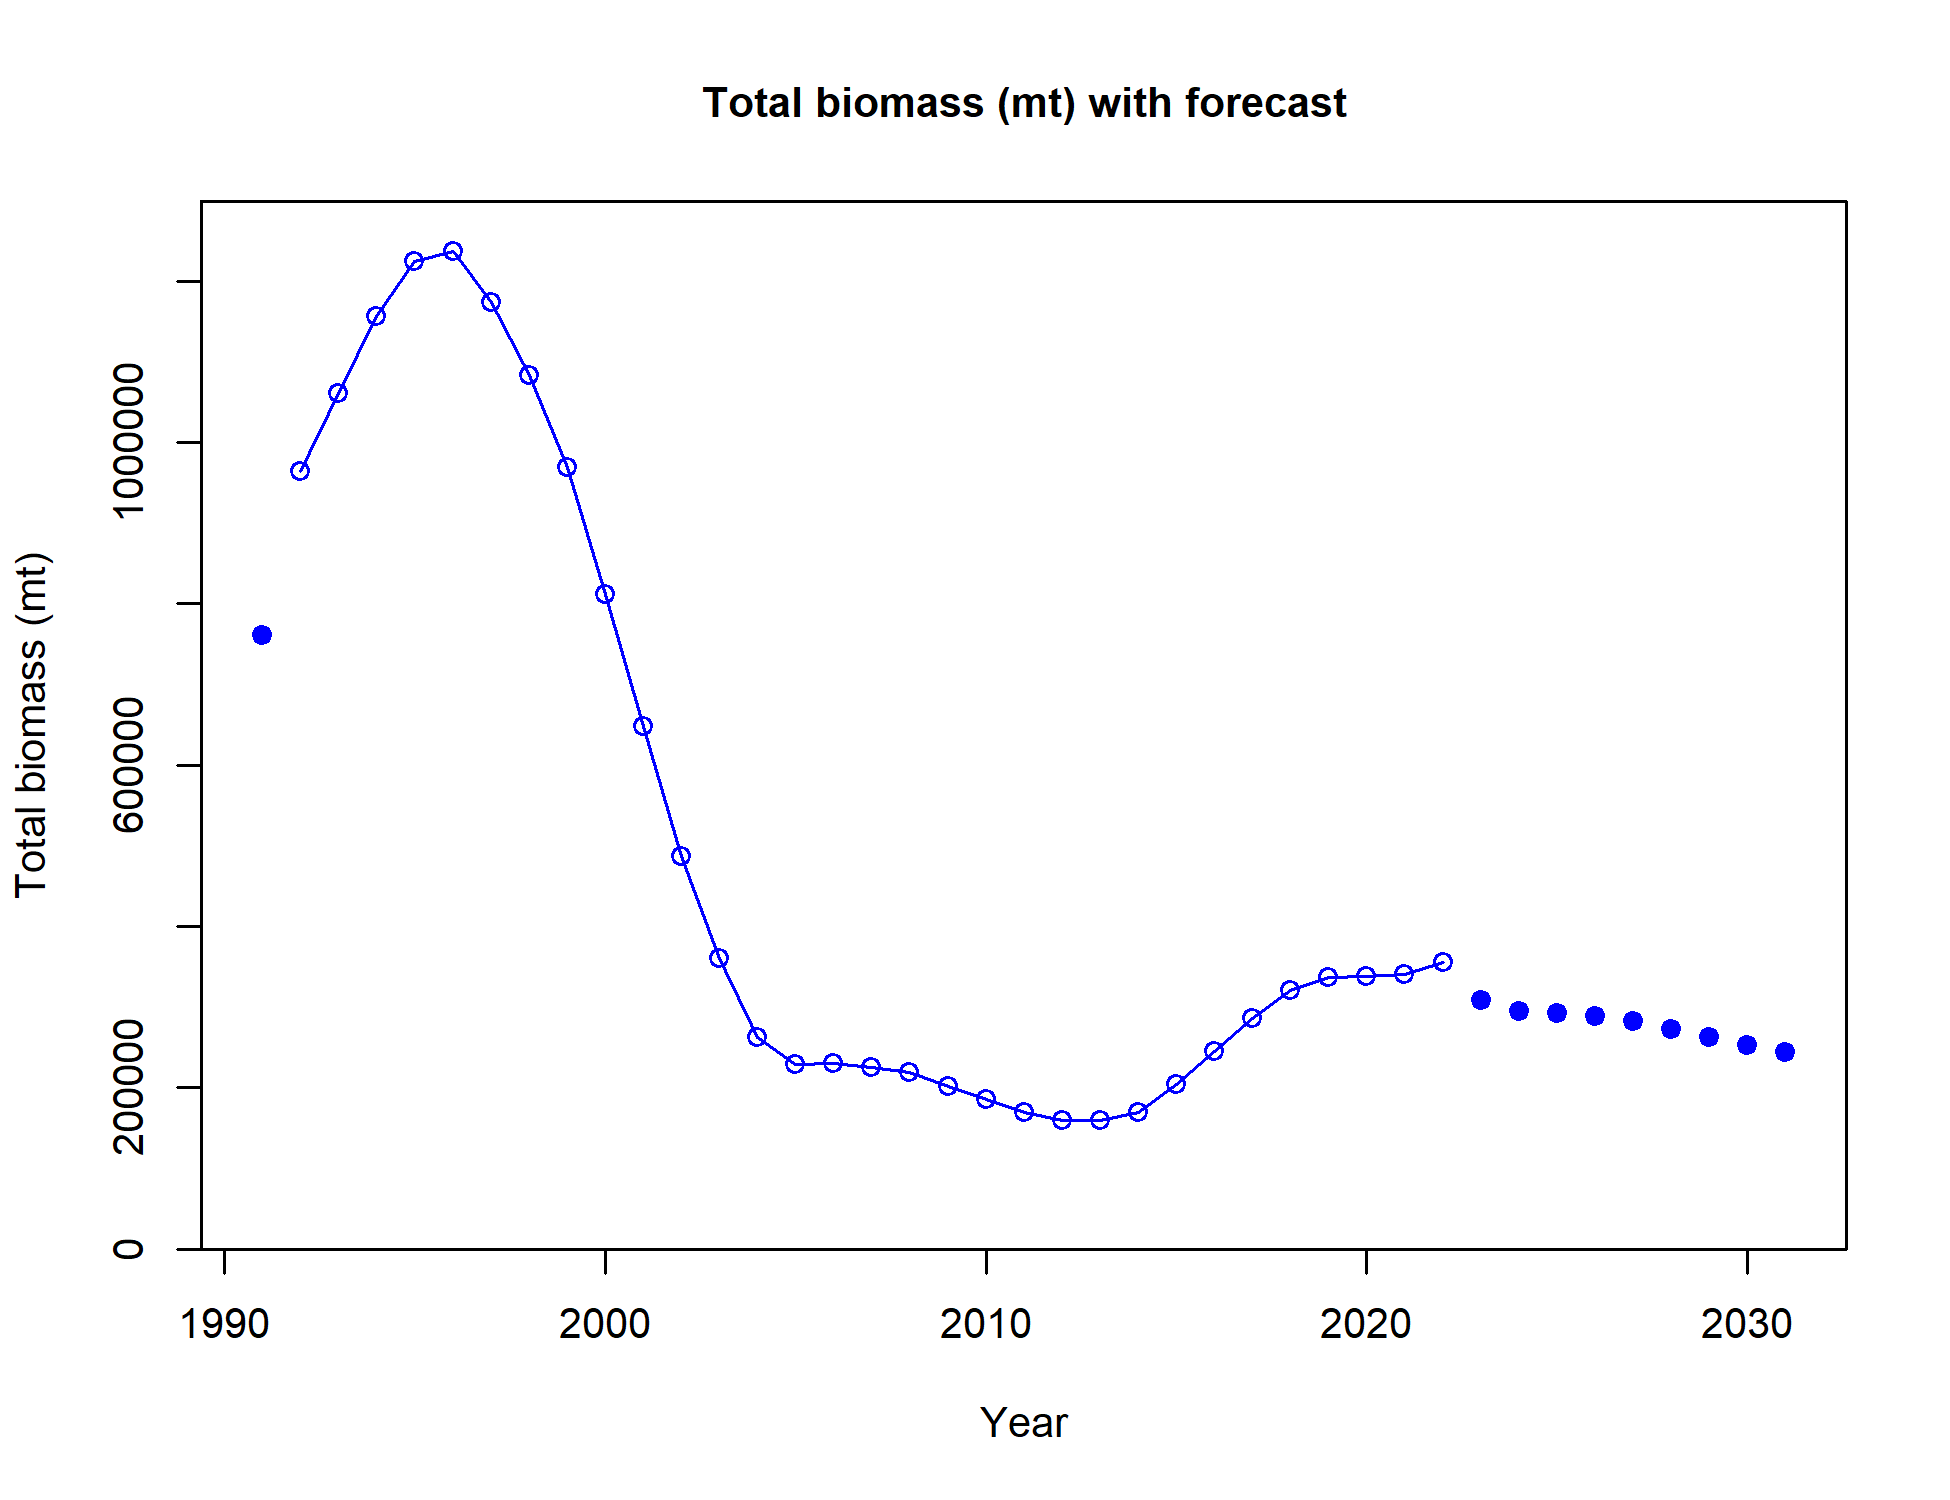 Total biomass (mt) with forecast
Total biomass (mt)
1000000
600000
200000
0
1990 2000 2010 2020 2030
Year